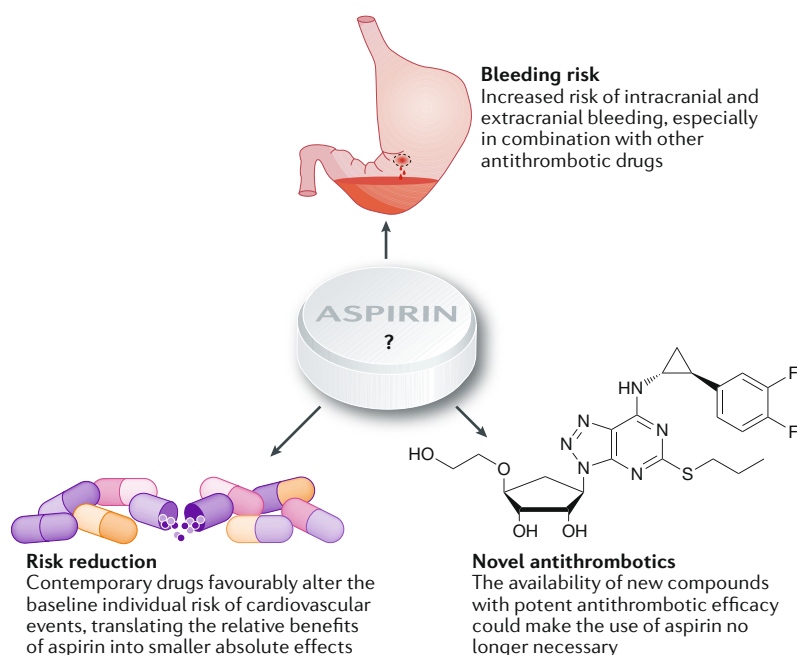 Bleeding risk
Increased risk of intracranial and
extracranial bleeding, especially
in combination with other
antithrombotic drugs
ASPIRIN
?
F
HN
F
N
N
N
N
HO
O
N
N
S
OH
OH
Risk reduction
Contemporary drugs favourably alter the
baseline individual risk of cardiovascular
events, translating the relative benefits
of aspirin into smaller absolute effects
Novel antithrombotics
The availability of new compounds
with potent antithrombotic efficacy
could make the use of aspirin no
longer necessary